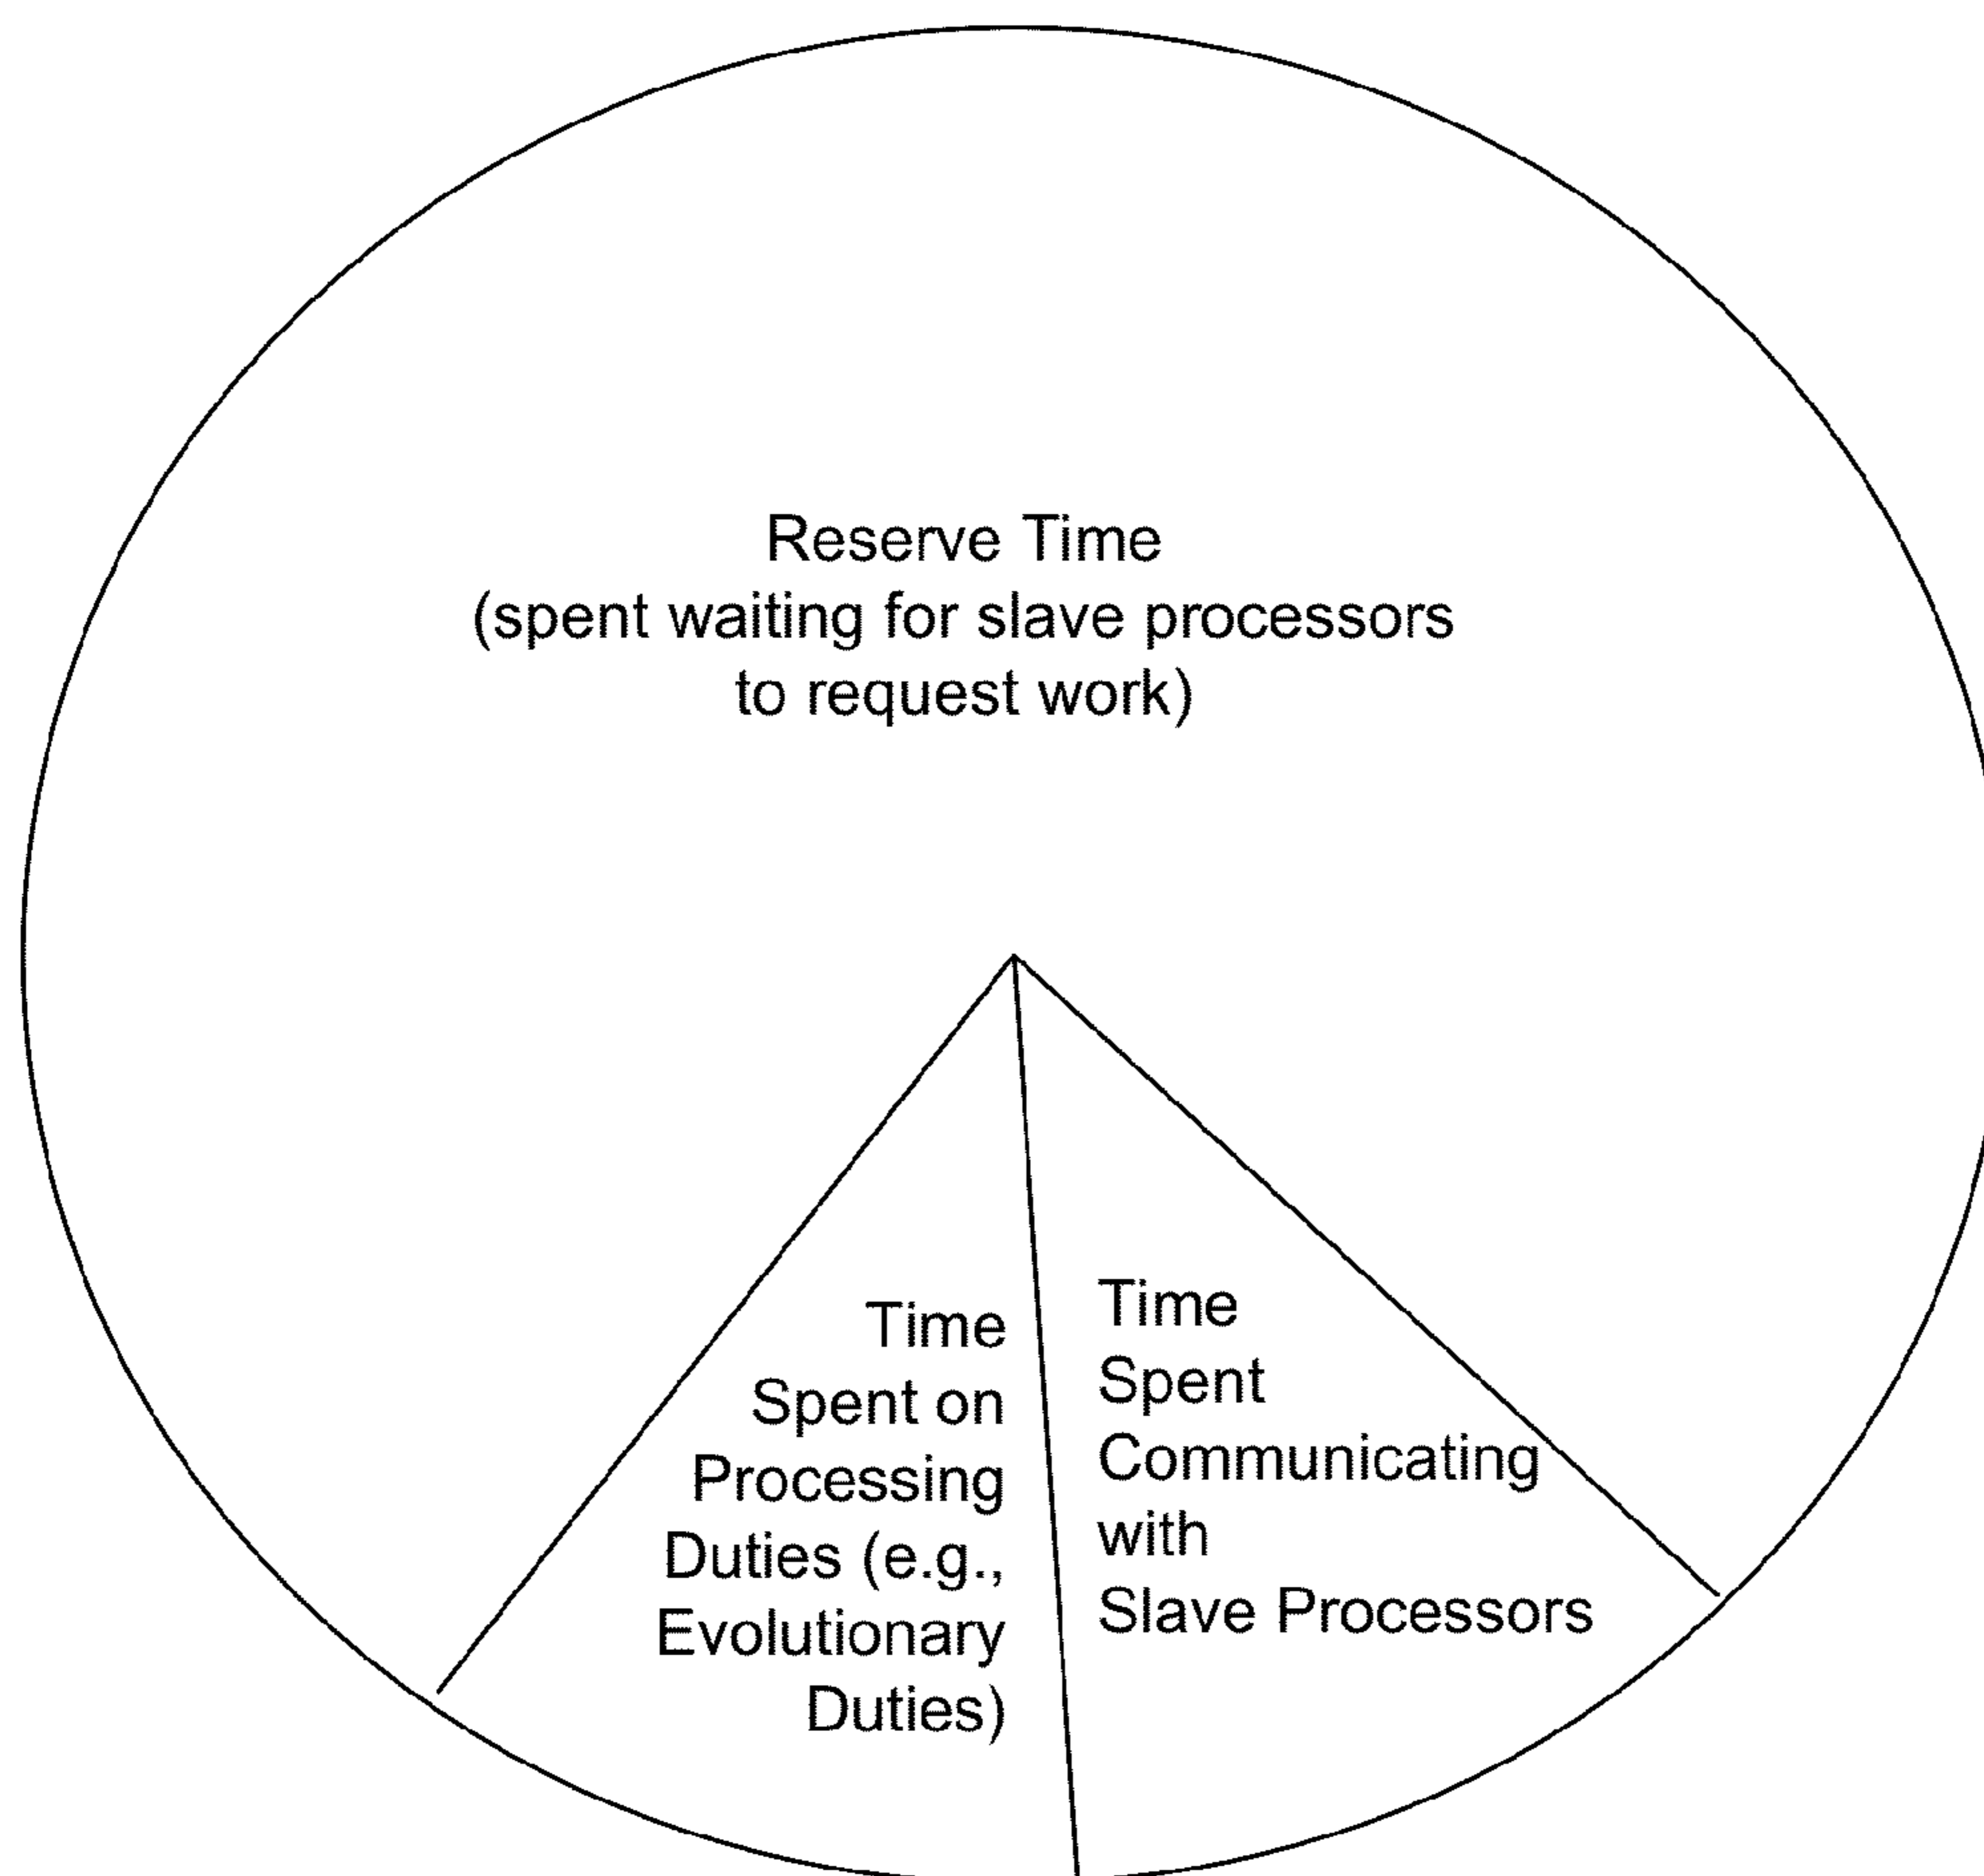 Reserve Time
(spent waiting for slave processors
to request work)
Time
Spent on
Processing
Duties (e.g.,
Evolutionary
Duties)
Time
Spent
Communicating
with
Slave Processors